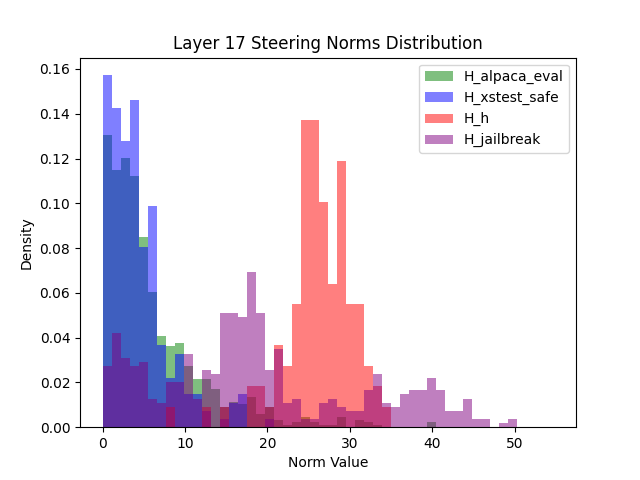 Layer 17 Steering Norms Distribution
H_alpaca_eval
H_xstest_safe
H_h
H_jailbreak
0.16
0.14
0.12
0.10
0.08
0.06
0.04
0.02
0.00
Density
0 10 20 30 40 50
Norm Value